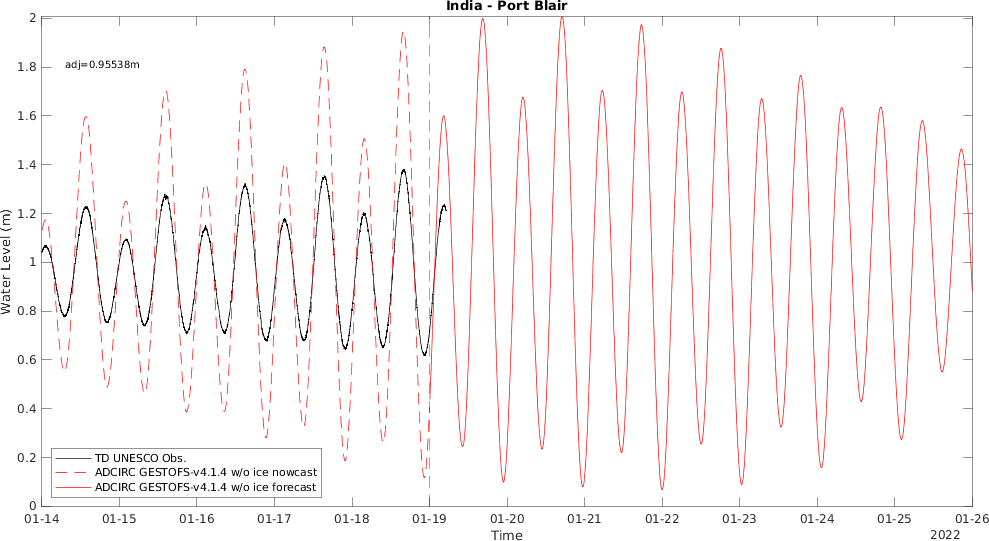 India - Port Blair
adj=0.95538m
Water Level (m)
2
1.8
1.6
1.4
1.2
1
0.8
0.6
0.4
0.2
0
TD UNESCO Obs.
ADCIRC GESTOFS-v4.1.4 w/o ice nowcast
ADCIRC GESTOFS-v4.1.4 w/o ice forecast
01-14 01-15 01-16 01-17 01-18 01-19 01-20 01-21 01-22 01-23 01-24 01-25 01-26
Time
2022